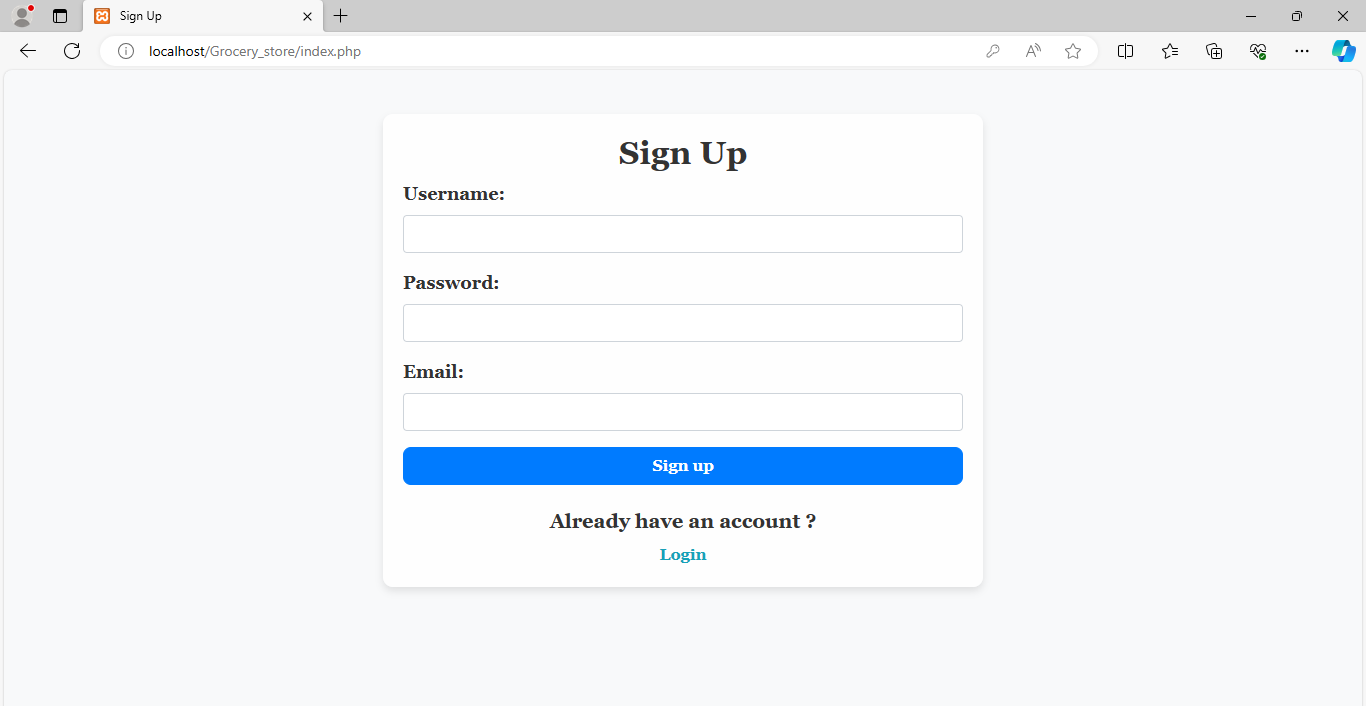 Sign Up
localhost/Grocery_store/index.php
Sign Up
Username:
Password:
Email:
Sign up
Already have an account ?
Login